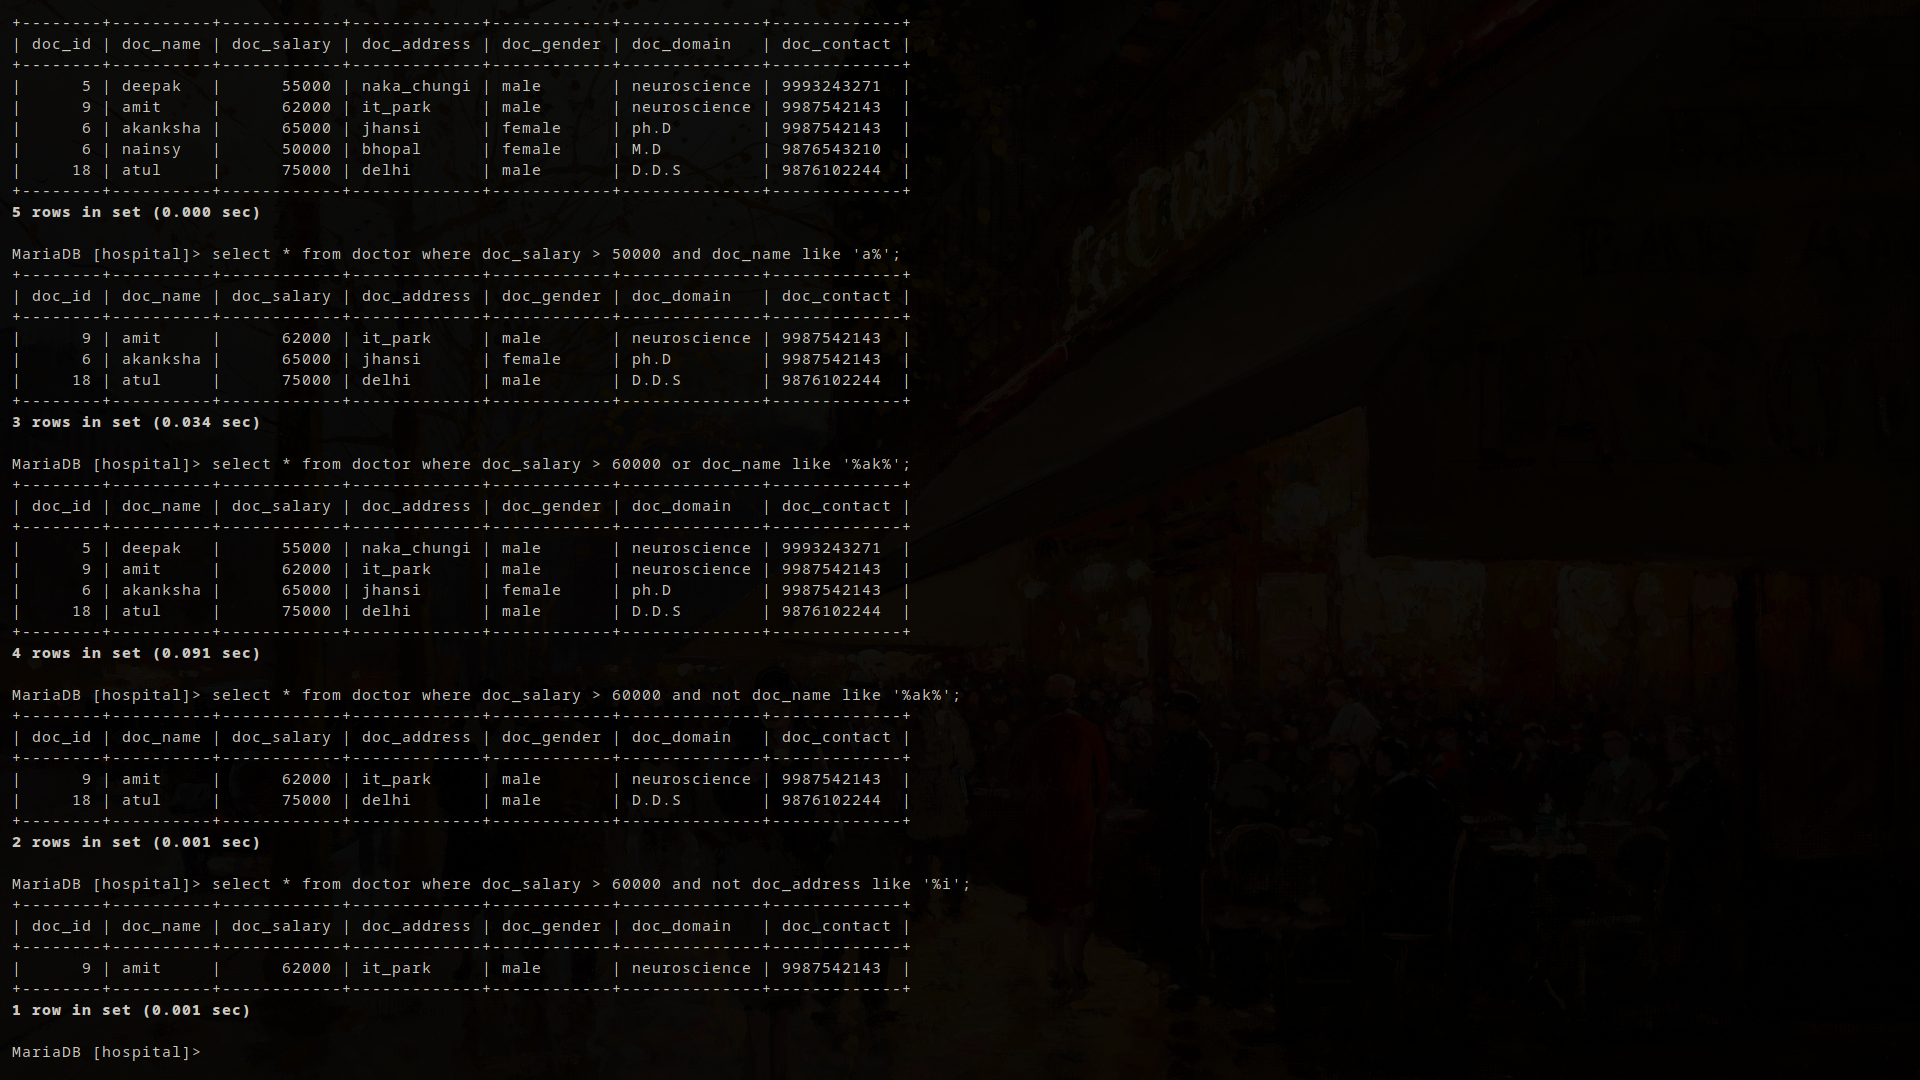 +--------+----------+------------+-------------+------------+--------------+-------------+
| doc_id | doc_name | doc_salary | doc_address | doc_gender | doc_domain   | doc_contact |
+--------+----------+------------+-------------+------------+--------------+-------------+
|      5 | deepak   |      55000 | naka_chungi | male       | neuroscience | 9993243271  |
|      9 | amit     |      62000 | it_park     | male       | neuroscience | 9987542143  |
|      6 | akanksha |      65000 | jhansi      | female     | ph.D         | 9987542143  |
|      6 | nainsy   |      50000 | bhopal      | female     | M.D          | 9876543210  |
|     18 | atul     |      75000 | delhi       | male       | D.D.S        | 9876102244  |
+--------+----------+------------+-------------+------------+--------------+-------------+
5 rows in set (0.000 sec)

MariaDB [hospital]> select * from doctor where doc_salary > 50000 and doc_name like 'a%';
+--------+----------+------------+-------------+------------+--------------+-------------+
| doc_id | doc_name | doc_salary | doc_address | doc_gender | doc_domain   | doc_contact |
+--------+----------+------------+-------------+------------+--------------+-------------+
|      9 | amit     |      62000 | it_park     | male       | neuroscience | 9987542143  |
|      6 | akanksha |      65000 | jhansi      | female     | ph.D         | 9987542143  |
|     18 | atul     |      75000 | delhi       | male       | D.D.S        | 9876102244  |
+--------+----------+------------+-------------+------------+--------------+-------------+
3 rows in set (0.034 sec)

MariaDB [hospital]> select * from doctor where doc_salary > 60000 or doc_name like '%ak%';
+--------+----------+------------+-------------+------------+--------------+-------------+
| doc_id | doc_name | doc_salary | doc_address | doc_gender | doc_domain   | doc_contact |
+--------+----------+------------+-------------+------------+--------------+-------------+
|      5 | deepak   |      55000 | naka_chungi | male       | neuroscience | 9993243271  |
|      9 | amit     |      62000 | it_park     | male       | neuroscience | 9987542143  |
|      6 | akanksha |      65000 | jhansi      | female     | ph.D         | 9987542143  |
|     18 | atul     |      75000 | delhi       | male       | D.D.S        | 9876102244  |
+--------+----------+------------+-------------+------------+--------------+-------------+
4 rows in set (0.091 sec)

MariaDB [hospital]> select * from doctor where doc_salary > 60000 and not doc_name like '%ak%';
+--------+----------+------------+-------------+------------+--------------+-------------+
| doc_id | doc_name | doc_salary | doc_address | doc_gender | doc_domain   | doc_contact |
+--------+----------+------------+-------------+------------+--------------+-------------+
|      9 | amit     |      62000 | it_park     | male       | neuroscience | 9987542143  |
|     18 | atul     |      75000 | delhi       | male       | D.D.S        | 9876102244  |
+--------+----------+------------+-------------+------------+--------------+-------------+
2 rows in set (0.001 sec)

MariaDB [hospital]> select * from doctor where doc_salary > 60000 and not doc_address like '%i';
+--------+----------+------------+-------------+------------+--------------+-------------+
| doc_id | doc_name | doc_salary | doc_address | doc_gender | doc_domain   | doc_contact |
+--------+----------+------------+-------------+------------+--------------+-------------+
|      9 | amit     |      62000 | it_park     | male       | neuroscience | 9987542143  |
+--------+----------+------------+-------------+------------+--------------+-------------+
1 row in set (0.001 sec)

MariaDB [hospital]>